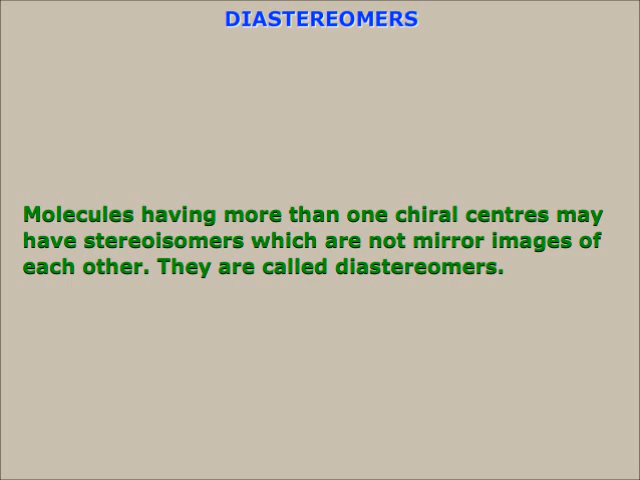 DIASTEREOMERS
Molecules having more than one chiral centres may
have stereoisomers which are not mirror images of
each other. They are called diastereomers.